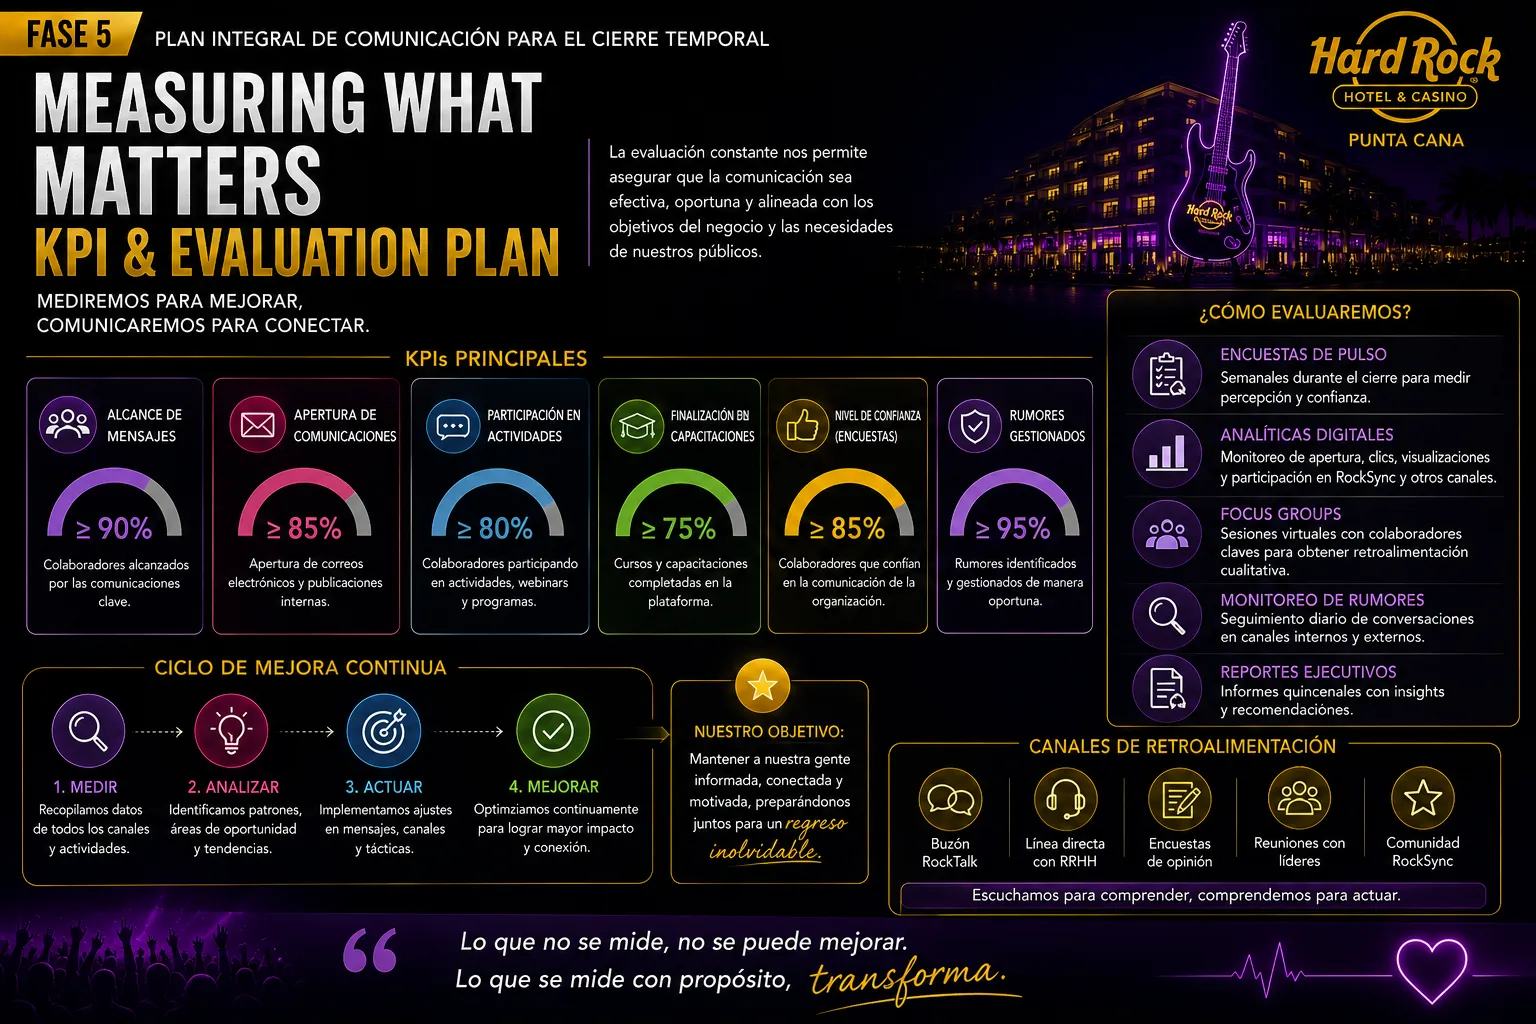 FASE 5
PLAN INTEGRAL DE COMUNICACIÓN PARA EL CIERRE TEMPORAL
MEASURING WHAT
MATTERS
KPI & EVALUATION PLAN
MEDIREMOS PARA MEJORAR,
COMUNICAREMOS PARA CONECTAR.
La evaluación constante nos permite
asegurar que la comunicación sea
efectiva, oportuna y alineada con los
objetivos del negocio y las necesidades
de nuestros públicos.
Hard Rock
Hard Rock
HOTEL & CASINO
PUNTA CANA
KPIs PRINCIPALES
ALCANCE DE
MENSAJES
≥ 90%
Colaboradores alcanzados
por las comunicaciones
clave.
APERTURA DE
COMUNICACIONES
≥ 85%
Apertura de correos
electrónicos y publicaciones
internas.
PARTICIPACIÓN EN
ACTIVIDADES
≥ 80%
Colaboradores participando
en actividades, webinars
y programas.
FINALIZACIÓN EN
CAPACITACIONES
≥ 75%
Cursos y capacitaciones
completadas en la
plataforma.
NIVEL DE CONFIANZA
(ENCUESTAS)
≥ 85%
Colaboradores que confían
en la comunicación de la
organización.
RUMORES
GESTIONADOS
≥ 95%
Rumores identificados
y gestionados de manera
oportuna.
¿CÓMO EVALUAREMOS?
ENCUESTAS DE PULSO
Semanales durante el cierre para medir
percepción y confianza.
ANALÍTICAS DIGITALES
Monitoreo de apertura, clics, visualizaciones
y participación en RockSync y otros canales.
FOCUS GROUPS
Sesiones virtuales con colaboradores
claves para obtener retroalimentación
cualitativa.
MONITOREO DE RUMORES
Seguimiento diario de conversaciones
en canales internos y externos.
REPORTES EJECUTIVOS
Informes quincenales con insights
y recomendaciónes.
CICLO DE MEJORA CONTINUA
1. MEDIR
Recopilamos datos
de todos los canales
y actividades.
2. ANALIZAR
Identificamos patrones,
áreas de oportunidad
y tendencias.
3. ACTUAR
Implementamos ajustes
en mensajes, canales
y tácticas.
4. MEJORAR
Optimziamos continuamente
para lograr mayor impacto
y conexión.
NUESTRO OBJETIVO:
Mantener a nuestra gente
informada, conectada y
motivada, preparándonos
juntos para un regreso
inolvidable.
CANALES DE RETROALIMENTACIÓN
Buzón
RockTalk
Línea directa
con RRHH
Encuestas
de opinión
Reuniones con
líderes
Comunidad
RockSync
Escuchamos para comprender, comprendemos para actuar.
“
Lo que no se mide, no se puede mejorar.
Lo que se mide con propósito, transforma.